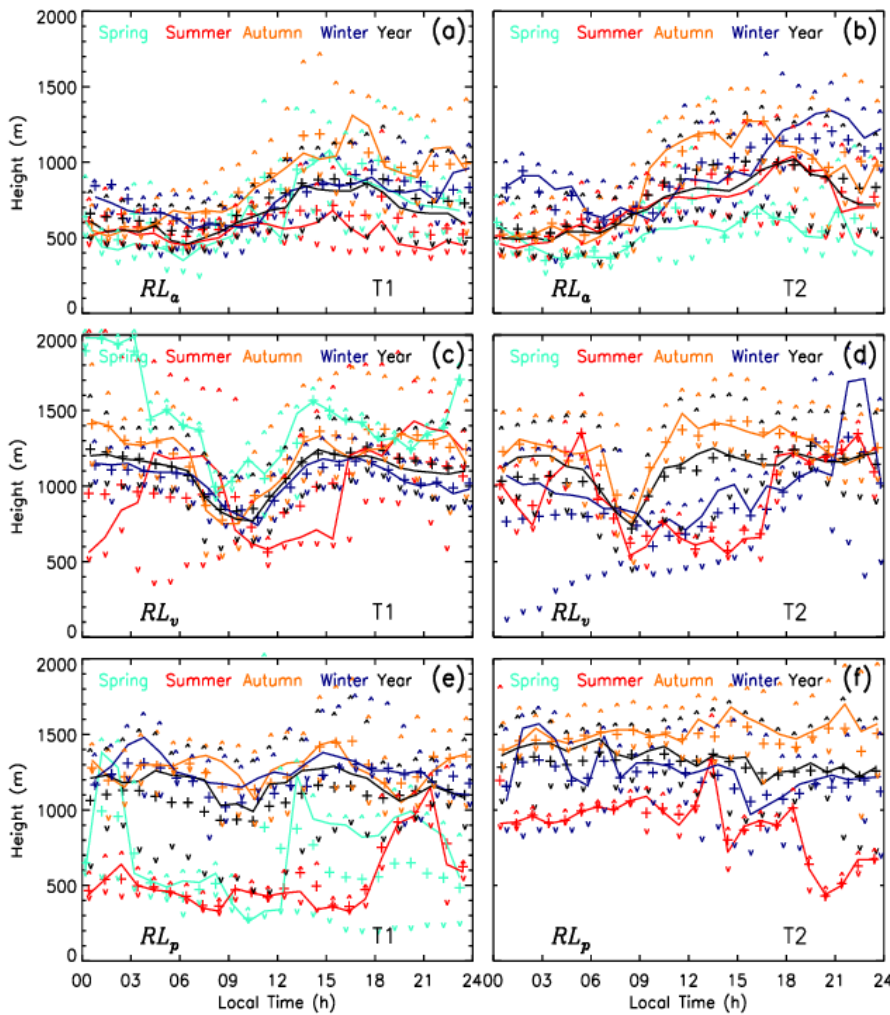 2000
Spring Summer Autumn Winter Year (a)
1500
Height (m)
1000
500
0
RLa T1
Spring Summer Autumn Winter Year (b)
RLa T2
2000
Spring Summer Autumn Winter Year (c)
1500
Height (m)
1000
500
0
RLv T1
Spring Summer Autumn Winter Year (d)
RLv T2
2000
Spring Summer Autumn Winter Year (e)
1500
Height (m)
1000
500
0
RLp T1
00 03 06 09 12 15 18 21 24
Local Time (h)
Spring Summer Autumn Winter Year (f)
RLp T2
03 06 09 12 15 18 21 24
Local Time (h)